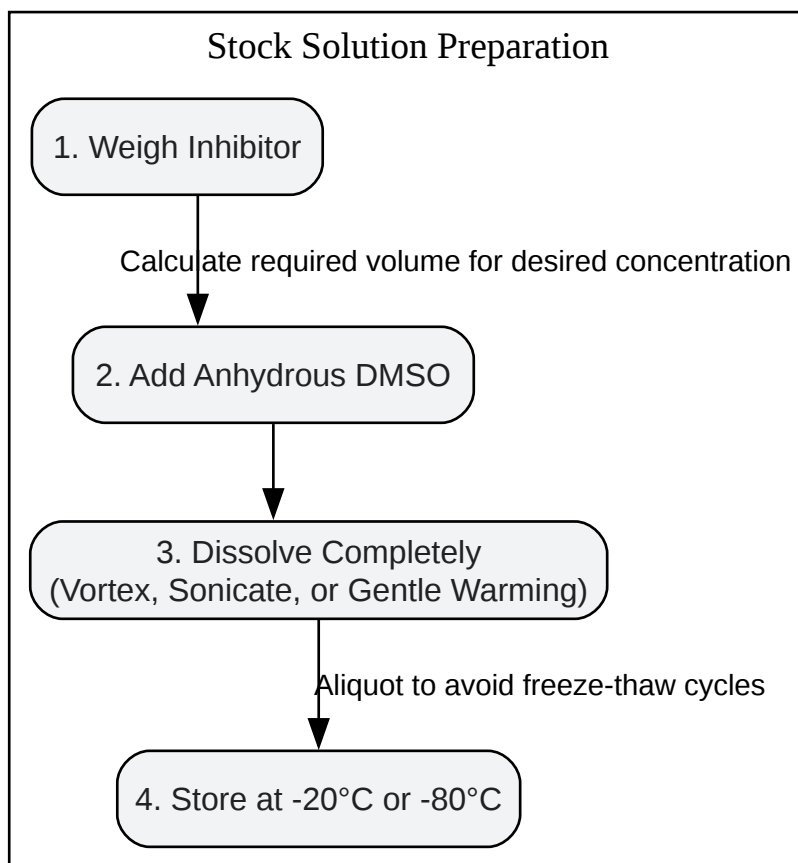 Stock Solution Preparation
1. Weigh Inhibitor
Calculate required volume for desired concentration
2. Add Anhydrous DMSO
3. Dissolve Completely
(Vortex, Sonicate, or Gentle Warming)
Aliquot to avoid freeze-thaw cycles
4. Store at -20°C or -80°C